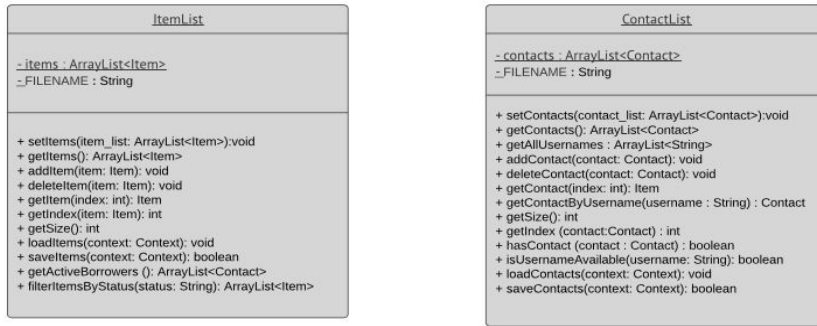 ItemList
- items : ArrayList<Item>
- FILENAME : String
+ setItems(item_list: ArrayList<Item>):void
+ getItems(): ArrayList<Item>
+ addItem(item: Item): void
+ deleteItem(item: Item): void
+ getItem(index: int): Item
+ getIndex(item: Item): int
+ getSize(): int
+ loadItems(context: Context): void
+ saveItems(context: Context): boolean
+ getActiveBorrowers (): ArrayList<Contact>
+ filterItemsByStatus(status: String): ArrayList<Item>
ContactList
- contacts : ArrayList<Contact>
- FILENAME : String
+ setContacts(contact_list: ArrayList<Contact>):void
+ getContacts(): ArrayList<Contact>
+ getAllUsernames : ArrayList<String>
+ addContact(contact: Contact): void
+ deleteContact(contact: Contact): void
+ getContact(index: int): Item
+ getContactByUsername(username : String) : Contact
+ getSize(): int
+ getIndex (contact:Contact) : int
+ hasContact (contact : Contact) : boolean
+ isUsernameAvailable(username: String): boolean
+ loadContacts(context: Context): void
+ saveContacts(context: Context): boolean